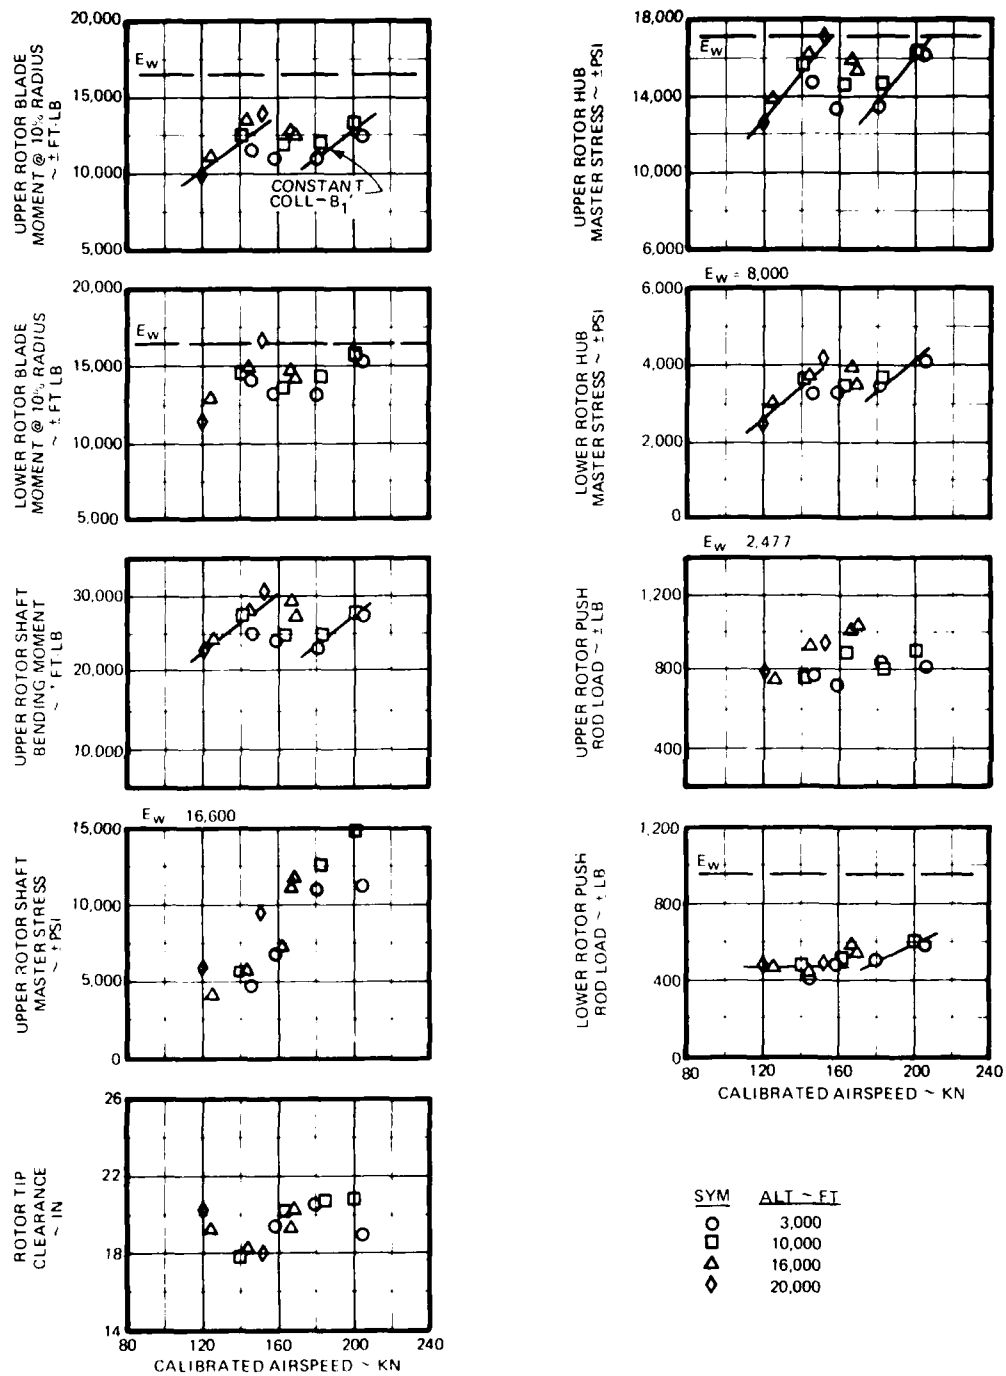 UPPER ROTOR BLADE
MOMENT @ 10% RADIUS
~ ± FT-LB
20,000
15,000
10,000
5,000
EW
CONSTANT
COLL-B1'
LOWER ROTOR BLADE
MOMENT @ 10% RADIUS
~ ± FT LB
20,000
15,000
10,000
5,000
EW
UPPER ROTOR SHAFT
BENDING MOMENT
~ ' FT-LB
30,000
20,000
10,000
EW 16,600
UPPER ROTOR SHAFT
MASTER STRESS
~ ±PSI
15,000
10,000
5,000
0
ROTOR TIP
CLEARANCE
~ IN
26
22
18
14
80 120 160 200 240
CALIBRATED AIRSPEED ~ KN
UPPER ROTOR HUB
MASTER STRESS ~ ±PSI
18,000
14,000
10,000
6,000
EW
EW = 8,000
LOWER ROTOR HUB
MASTER STRESS ~ ±PSI
6,000
4,000
2,000
0
EW 2,477
UPPER ROTOR PUSH
ROD LOAD ~ ± LB
1,200
800
400
LOWER ROTOR PUSH
ROD LOAD ~ ± LB
1,200
800
400
0
EW
80 120 160 200 240
CALIBRATED AIRSPEED ~ KN
SYM ALT ~ FT
○ 3,000
□ 10,000
△ 16,000
◇ 20,000